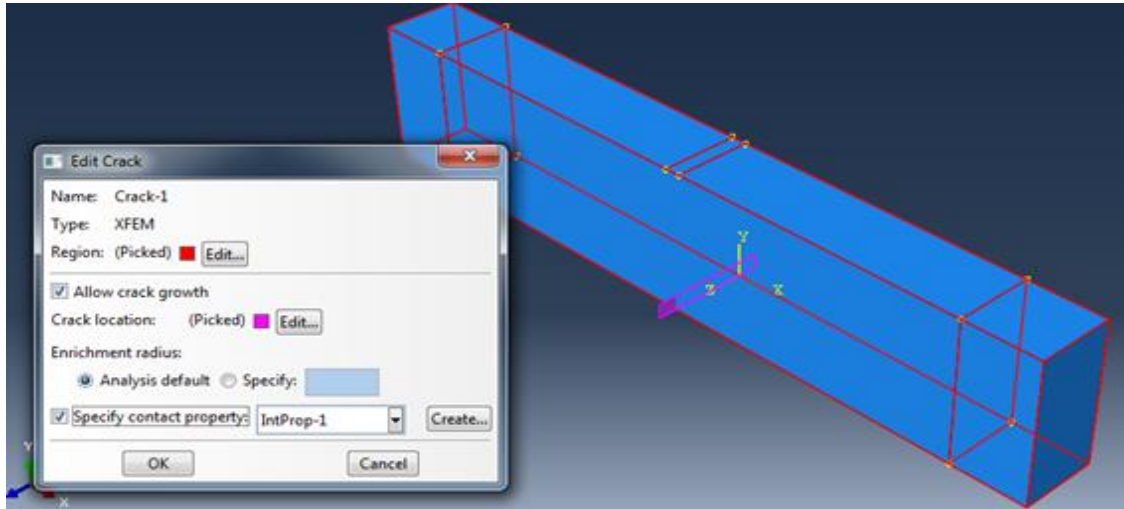 Edit Crack
Name: Crack-1
Type: XFEM
Region: (Picked) Edit...
Allow crack growth
Crack location: (Picked) Edit...
Enrichment radius:
Analysis default Specify:
Specify contact property: IntProp-1 Create...
OK Cancel
Y
Z X
Y
X